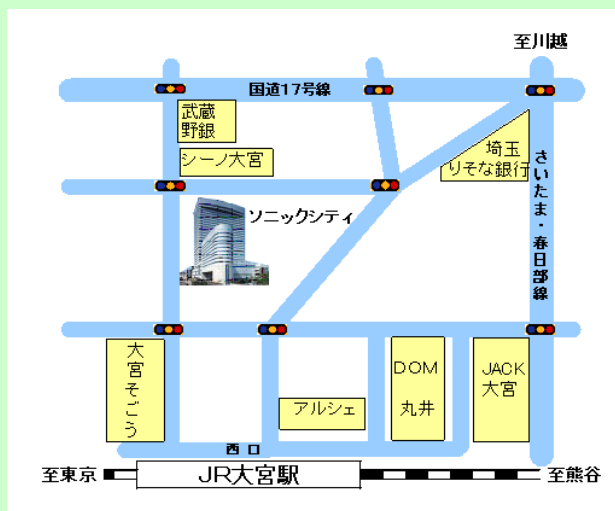 至川越
国道17号線
武蔵
野銀
シーノ大宮
埼玉
りそな銀行
さいたま・春日部線
ソニックシティ
大宮そごう
DOM
丸井
JACK
大宮
アルシェ
西口
至東京
JR大宮駅
至熊谷